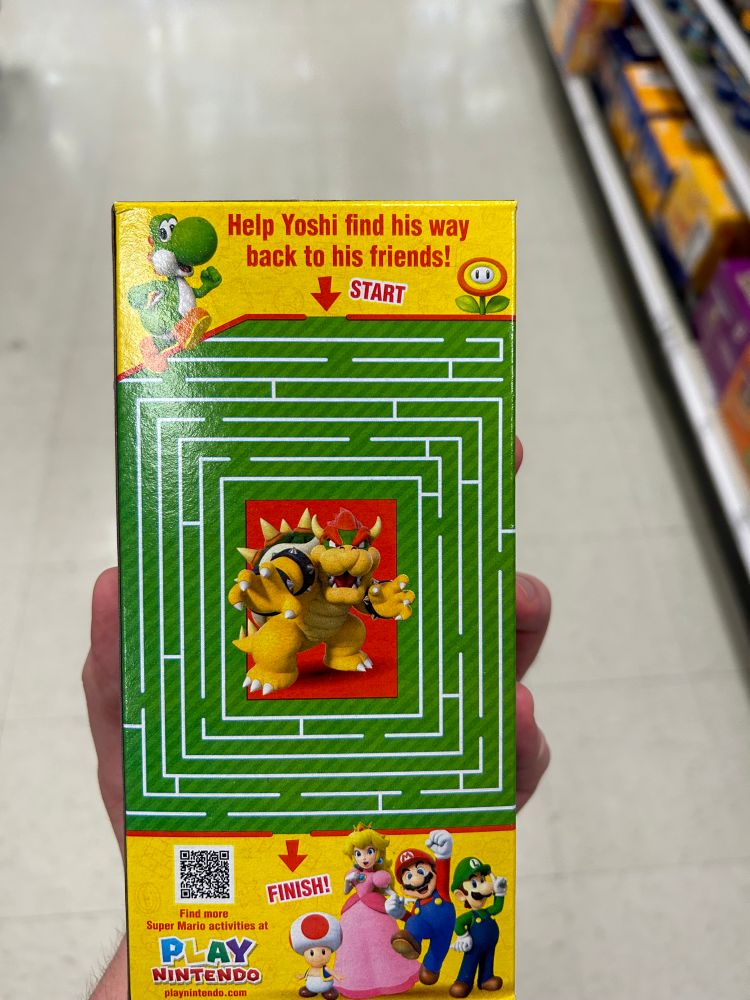 Help Yoshi find his way
back to his friends!
START
FINISH!
Find more
Super Mario activities at
PLAY
NINTENDO
playnintendo.com